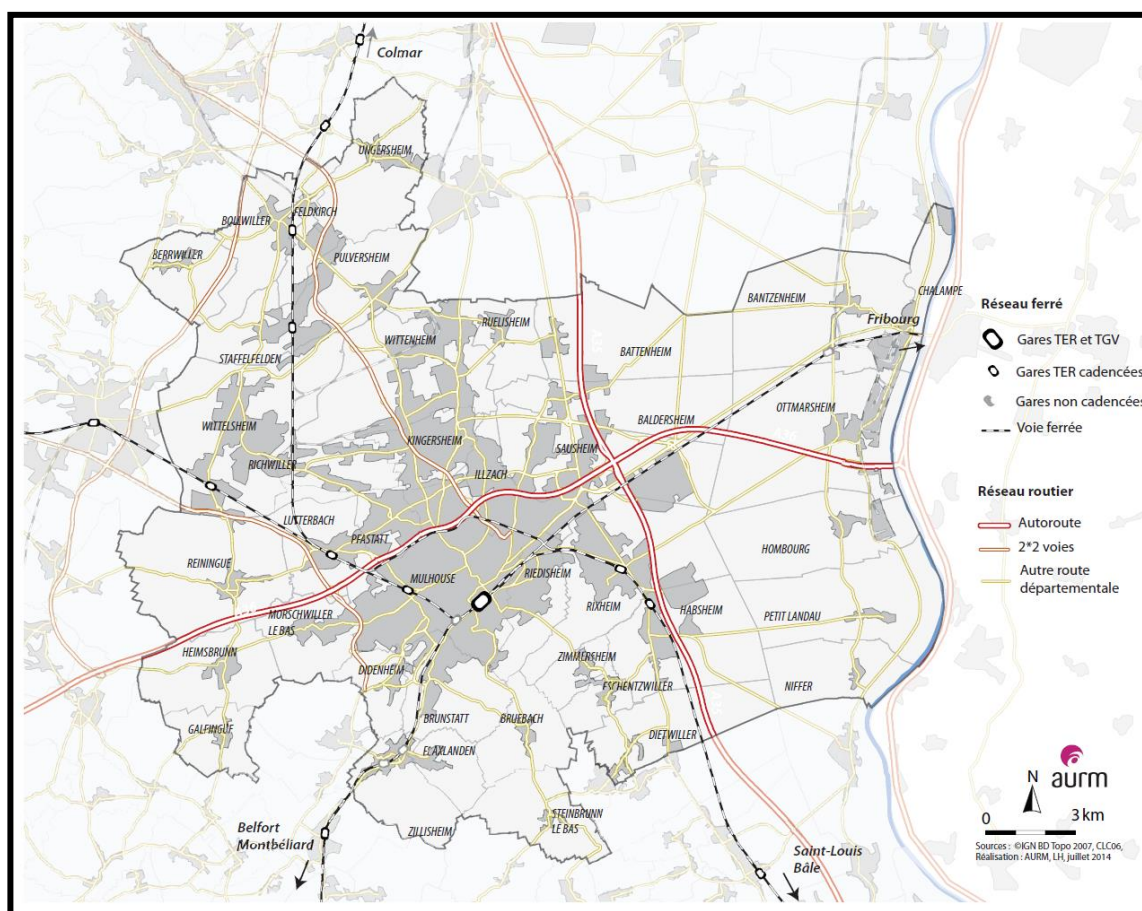 Colmar
UNGERSHEIM
FELDKIRCH
BOLLWILLER
BERRWILLER
PULVERSHEIM
CHALAMPE
BANTZENHEIM
Fribourg
RUELISHEIM
WITTENHEIM
BATTENHEIM
STAFFELFELDEN
OTTMARSHEIM
BALDERSHEIM
WITTELSHEIM
KINGERSHEIM
SAUSHEIM
RICHWILLER
ILLZACH
LUTTERBACH
PFASTATT
HOMBOURG
REININGUE
MULHOUSE
RIEDISHEIM
RIXHEIM
HABSHEIM
PETIT LANDAU
MORSCHWILLER
LE BAS
HEIMSBRUNN
ZIMMERSHEIM
DIDENHEIM
ESCHENTZWILLER
NIFFER
GALFINGUE
BRUNSTATT
BRUEBACH
DIETWILLER
FLAXLANDEN
STEINBRUNN
LE BAS
ZILLISHEIM
Belfort
Montbéliard
Saint-Louis
Bâle
A35
Réseau ferré
Gares TER et TGV
Gares TER cadencées
Gares non cadencées
Voie ferrée
Réseau routier
Autoroute
2*2 voies
Autre route
départementale
aurm
N
0 3 km
Sources : ©IGN BD Topo 2007, CLC06,
Réalisation : AURM, LH, juillet 2014